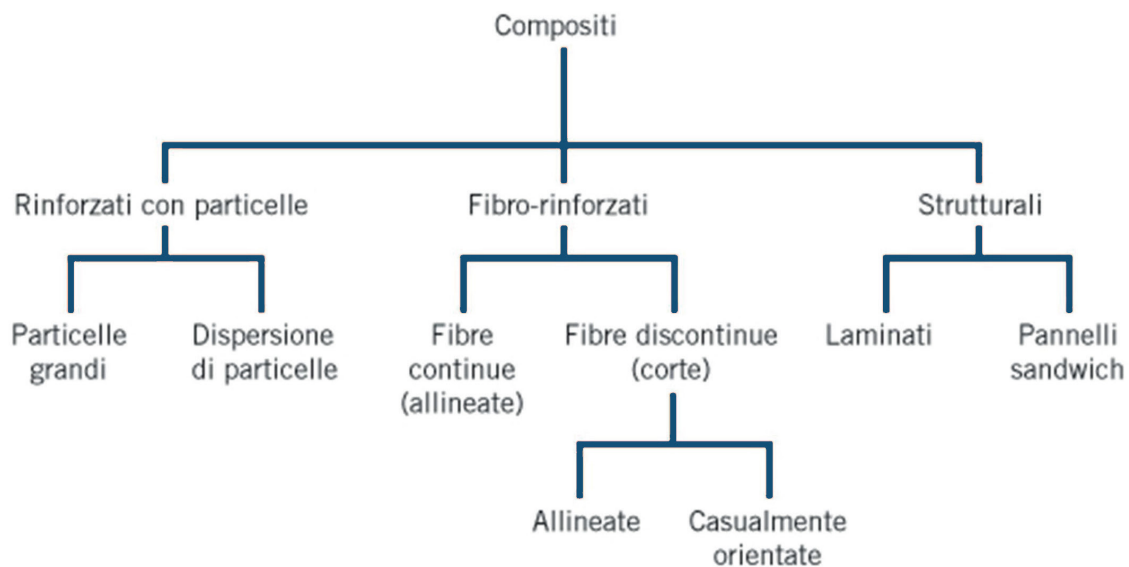 Compositi
Rinforzati con particelle
Fibro-rinforzati
Strutturali
Particelle
grandi
Dispersione
di particelle
Fibre
continue
(allineate)
Fibre discontinue
(corte)
Laminati
Pannelli
sandwich
Allineate
Casualmente
orientate